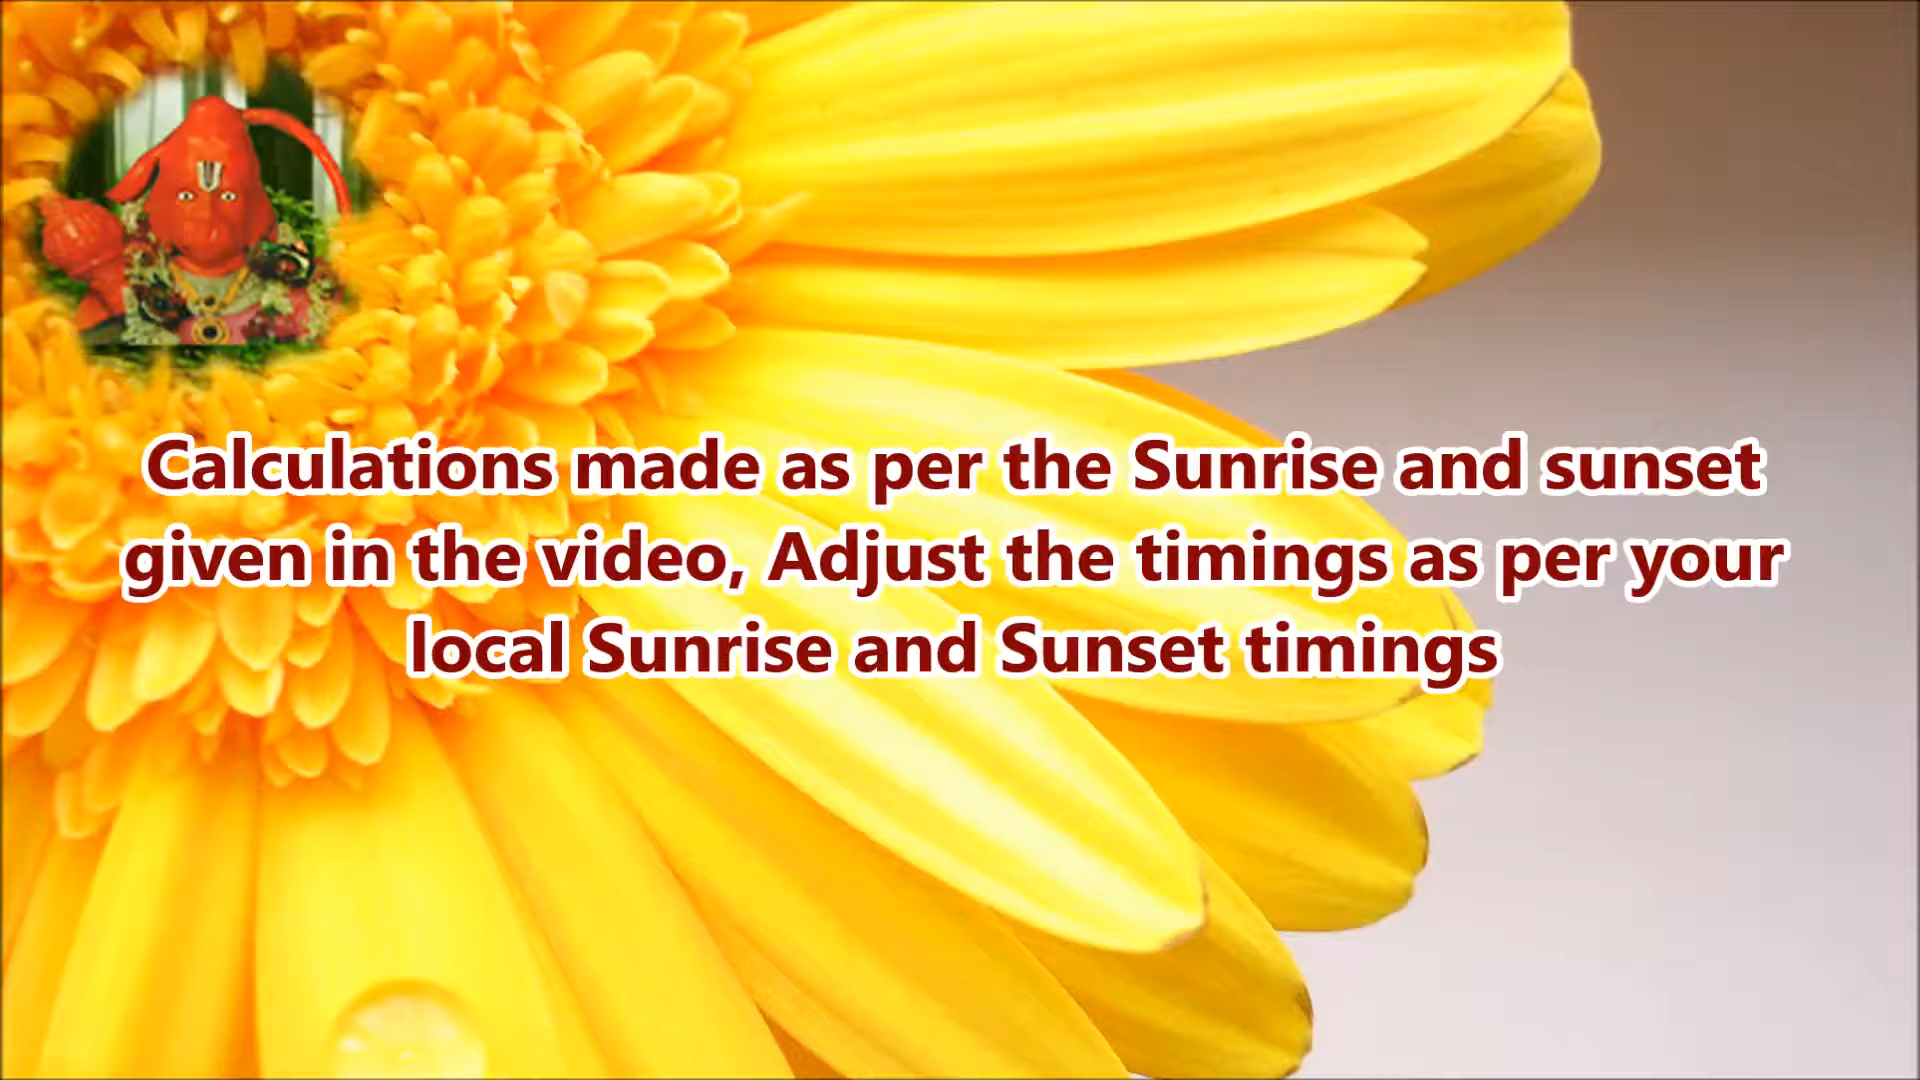 Calculations made as per the Sunrise and sunset
given in the video, Adjust the timings as per your
local Sunrise and Sunset timings